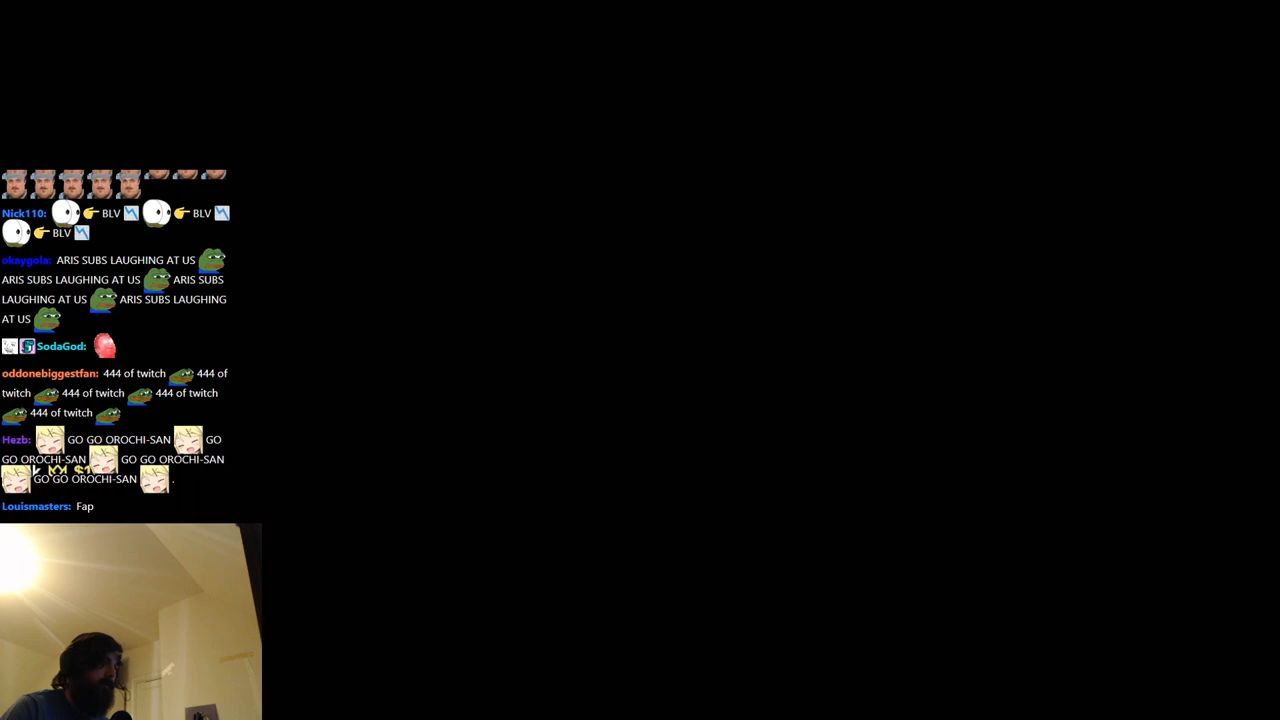 Nick110: BLV BLV
BLV
okaygola: ARIS SUBS LAUGHING AT US
ARIS SUBS LAUGHING AT US ARIS SUBS
LAUGHING AT US ARIS SUBS LAUGHING
AT US
SodaGod:
oddonebiggestfan: 444 of twitch 444 of
twitch 444 of twitch 444 of twitch
444 of twitch
Hezb: GO GO OROCHI-SAN GO
GO OROCHI-SAN GO GO OROCHI-SAN
GO GO OROCHI-SAN .
Louismasters: Fap